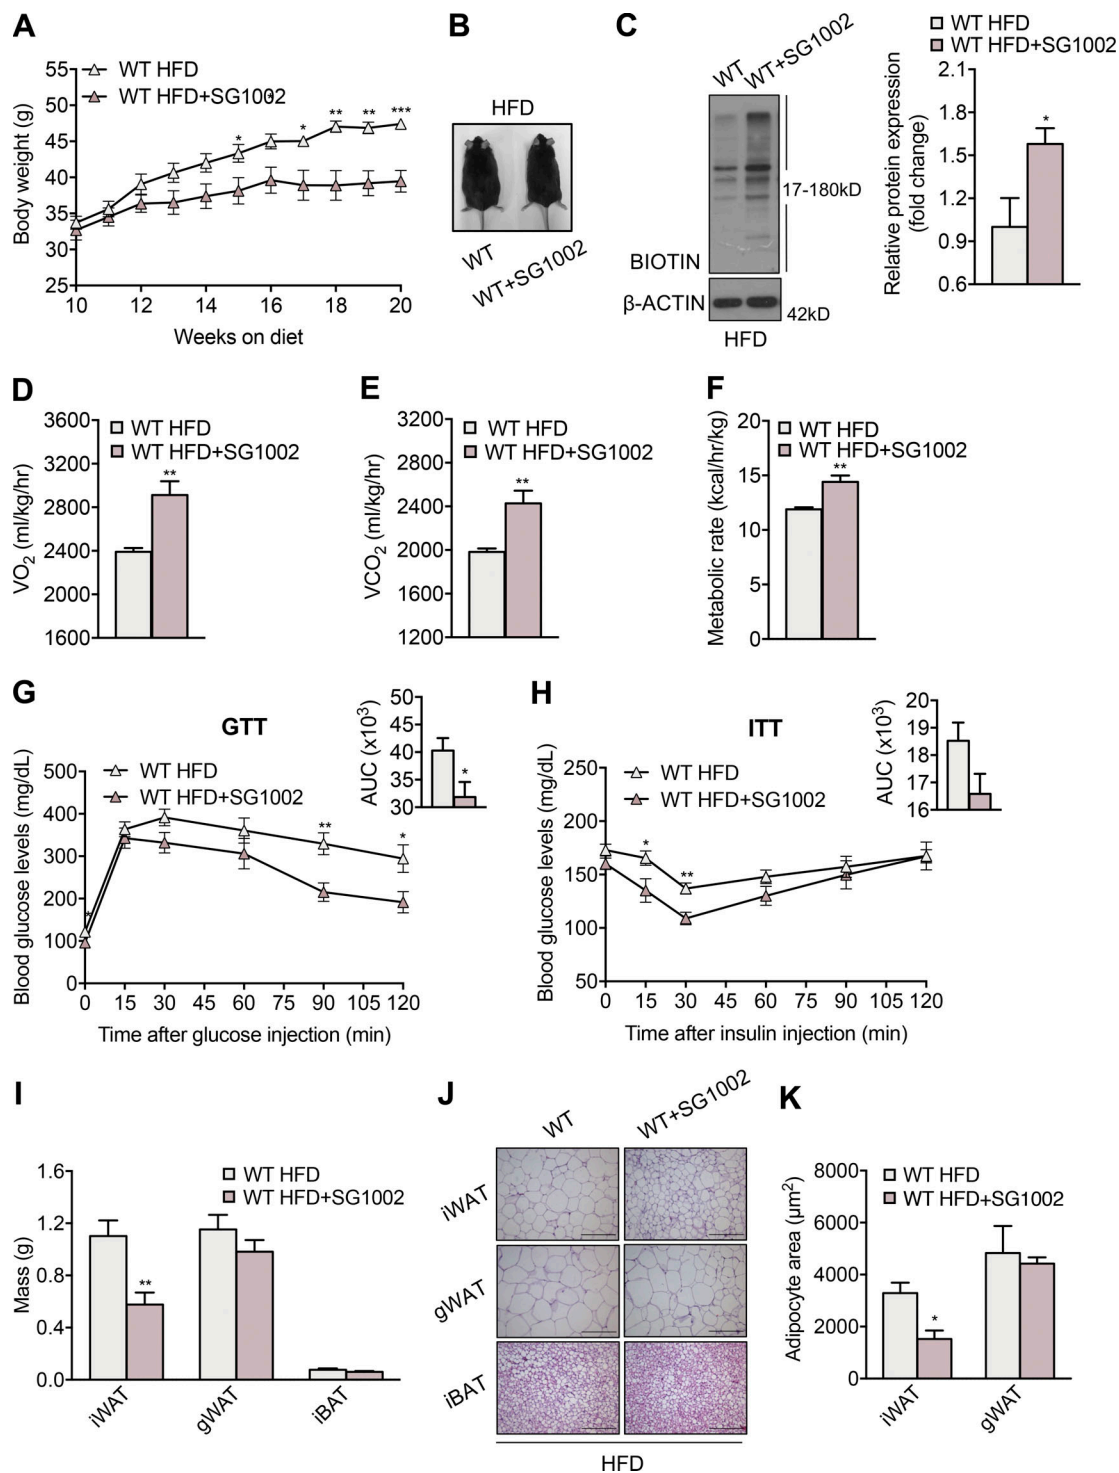 A
WT HFD
WT HFD+SG1002
* * ** ** ***
55
50
45
40
35
30
25
10 12 14 16 18 20
Body weight (g)
Weeks on diet
B
HFD
WT
WT+SG1002
C
WT
WT+SG1002
17-180kD
BIOTIN
β-ACTIN
42kD
HFD
WT HFD
WT HFD+SG1002
*
2.1
1.8
1.5
1.2
0.9
0.6
Relative protein expression
(fold change)
D
WT HFD
WT HFD+SG1002
**
3600
3200
2800
2400
2000
1600
VO2 (ml/kg/hr)
E
WT HFD
WT HFD+SG1002
**
3200
2800
2400
2000
1600
1200
VCO2 (ml/kg/hr)
F
WT HFD
WT HFD+SG1002
**
20
15
10
5
0
Metabolic rate (kcal/hr/kg)
G
GTT
WT HFD
WT HFD+SG1002
* ** *
500
400
300
200
100
0
0 15 30 45 60 75 90 105 120
Blood glucose levels (mg/dL)
Time after glucose injection (min)
50
45
40
35
30
AUC (x10³)
*
H
ITT
WT HFD
WT HFD+SG1002
* **
250
200
150
100
50
0 15 30 45 60 75 90 105 120
Blood glucose levels (mg/dL)
Time after insulin injection (min)
20
19
18
17
16
AUC (x10³)
I
WT HFD
WT HFD+SG1002
**
1.6
1.2
0.8
0.4
0.0
Mass (g)
iWAT gWAT iBAT
J
WT
WT+SG1002
iWAT
gWAT
iBAT
HFD
K
WT HFD
WT HFD+SG1002
*
8000
6000
4000
2000
0
Adipocyte area (µm²)
iWAT gWAT